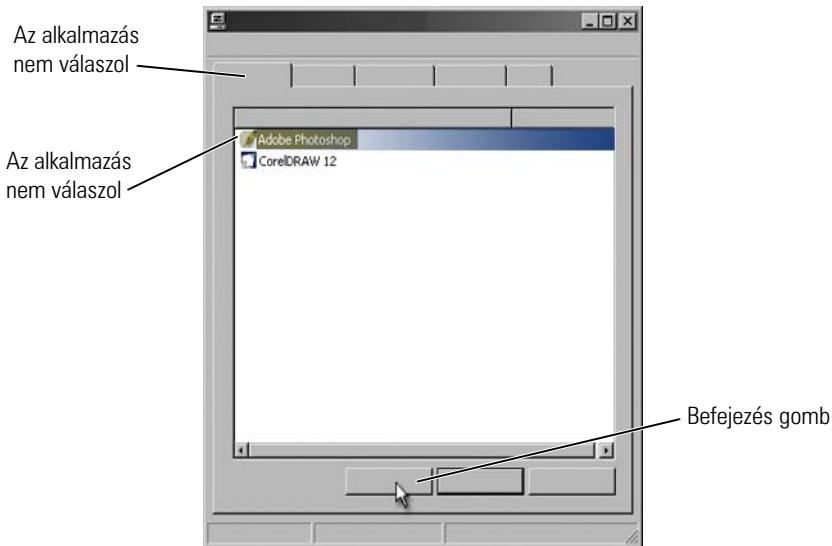 Az alkalmazás
nem válaszol
Az alkalmazás
nem válaszol
Adobe Photoshop
CorelDRAW 12
Befejezés gomb